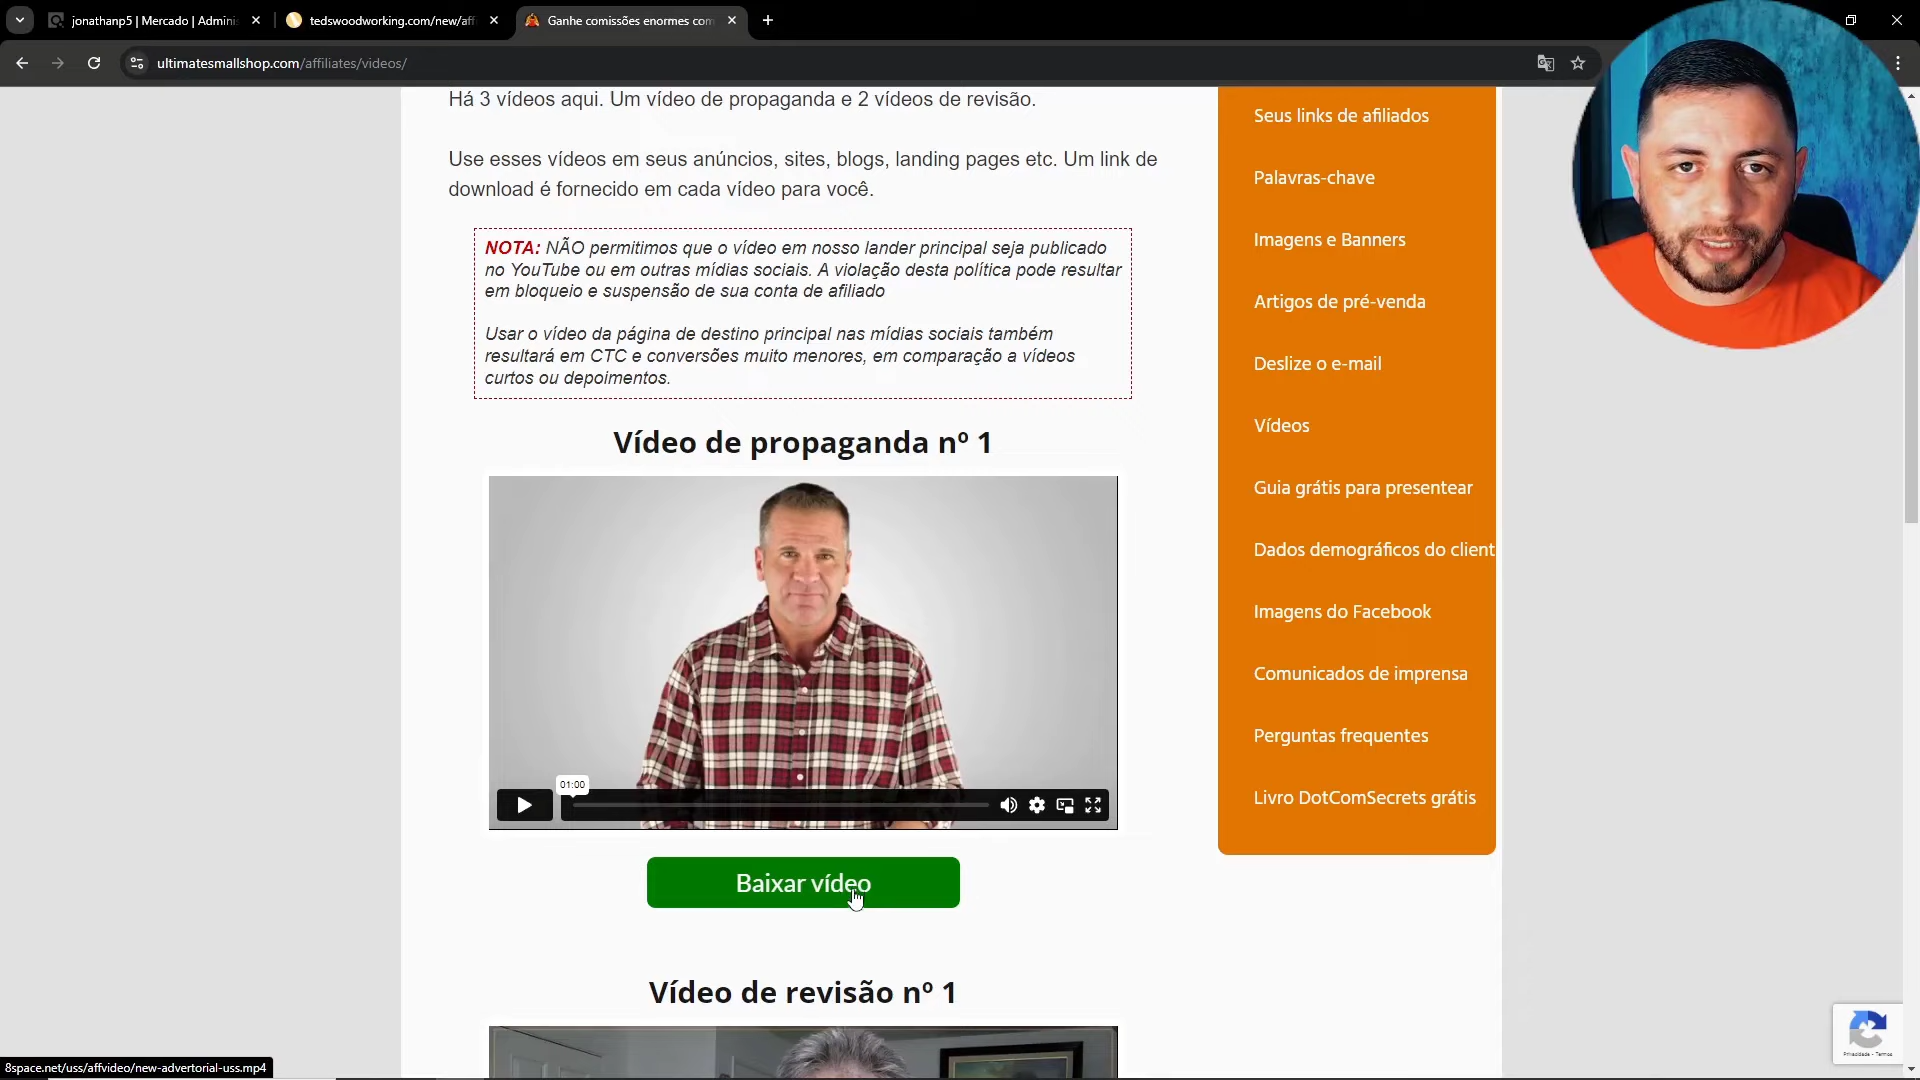 jonathanp5 | Mercado | Admini
tedswoodworking.com/new/aff
Ganhe comissões enormes com
ultimatesmallshop.com/affiliates/videos/
Há 3 vídeos aqui. Um vídeo de propaganda e 2 vídeos de revisão.
Use esses vídeos em seus anúncios, sites, blogs, landing pages etc. Um link de
download é fornecido em cada vídeo para você.
NOTA: NÃO permitimos que o vídeo em nosso lander principal seja publicado
no YouTube ou em outras mídias sociais. A violação desta política pode resultar
em bloqueio e suspensão de sua conta de afiliado
Usar o vídeo da página de destino principal nas mídias sociais também
resultará em CTC e conversões muito menores, em comparação a vídeos
curtos ou depoimentos.
Vídeo de propaganda nº 1
01:00
Baixar vídeo
Vídeo de revisão nº 1
Seus links de afiliados
Palavras-chave
Imagens e Banners
Artigos de pré-venda
Deslize o e-mail
Vídeos
Guia grátis para presentear
Dados demográficos do client
Imagens do Facebook
Comunicados de imprensa
Perguntas frequentes
Livro DotComSecrets grátis
Privacidade - Termos
8space.net/uss/affvideo/new-advertorial-uss.mp4